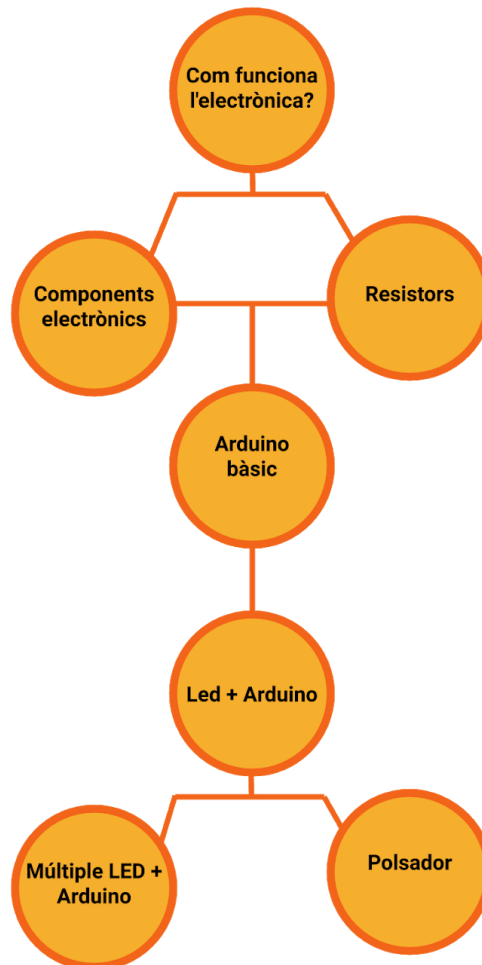 Com funciona
l'electrònica?
Components
electrònics
Resistors
Arduino
bàsic
Led + Arduino
Múltiple LED +
Arduino
Polsador